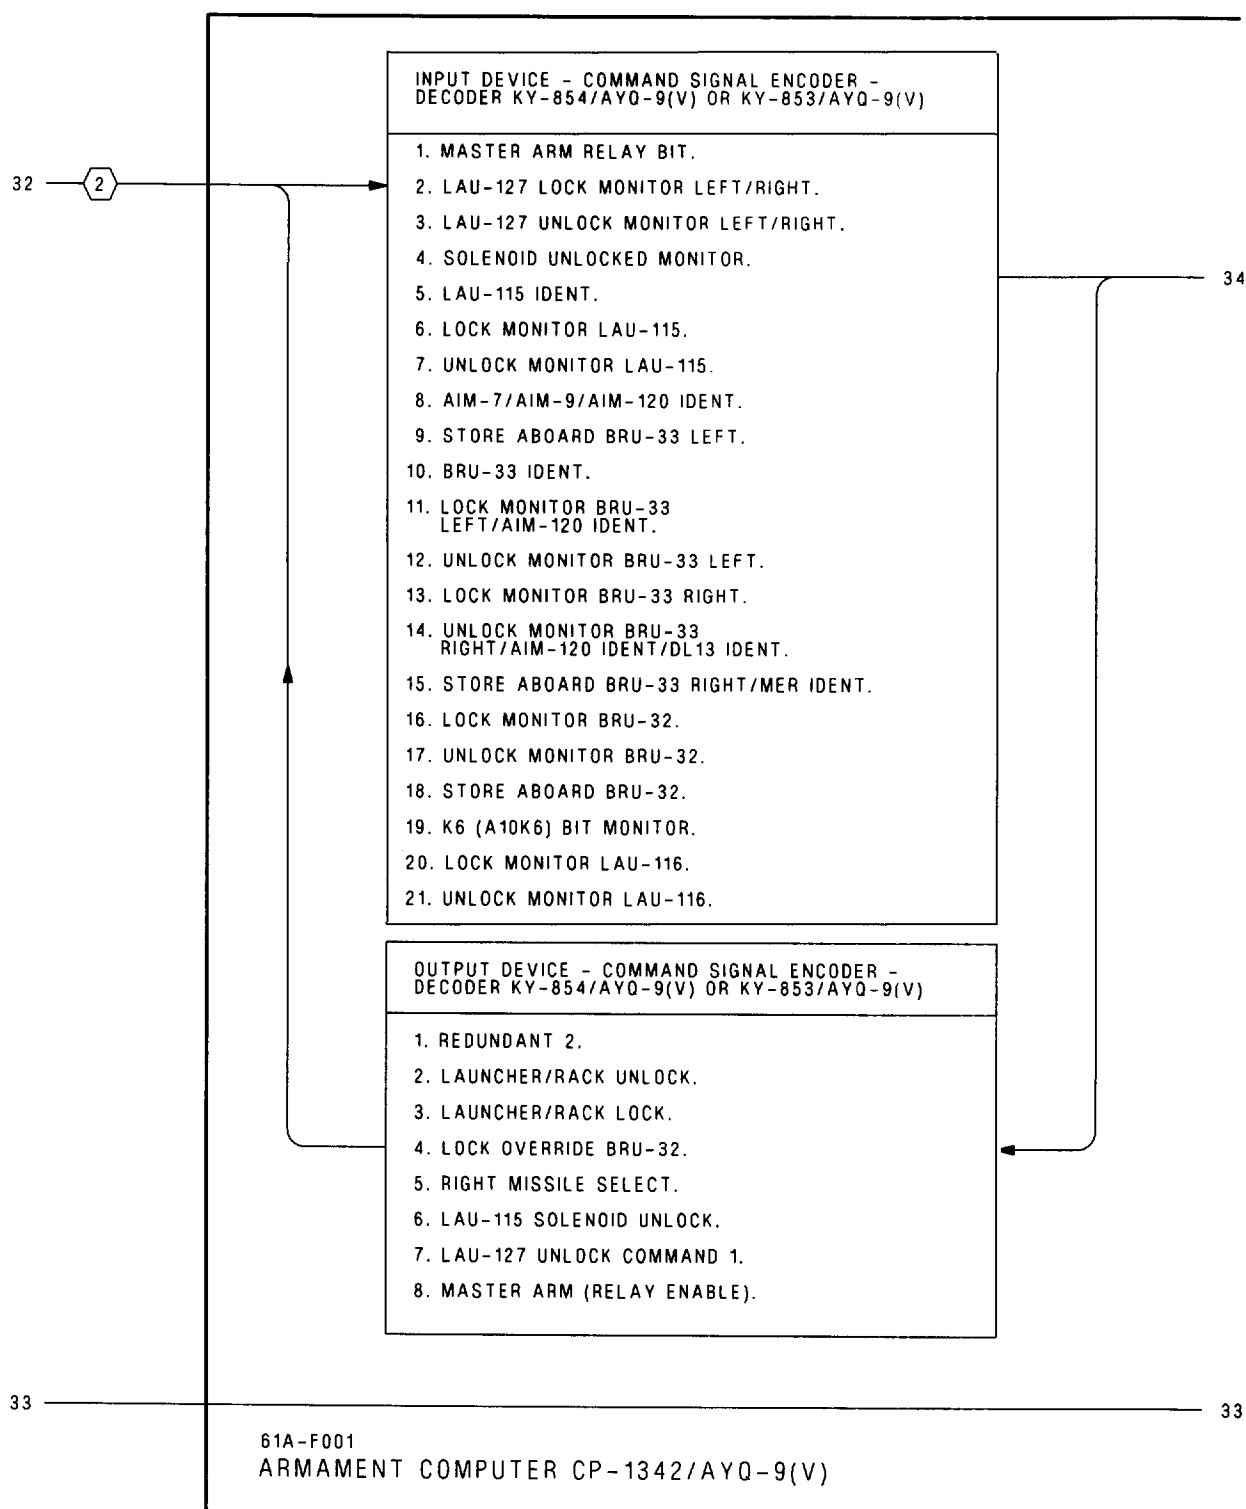 INPUT DEVICE - COMMAND SIGNAL ENCODER -
DECODER KY-854/AYQ-9(V) OR KY-853/AYQ-9(V)
1. MASTER ARM RELAY BIT.
32
2
2. LAU-127 LOCK MONITOR LEFT/RIGHT.
3. LAU-127 UNLOCK MONITOR LEFT/RIGHT.
4. SOLENOID UNLOCKED MONITOR.
34
5. LAU-115 IDENT.
6. LOCK MONITOR LAU-115.
7. UNLOCK MONITOR LAU-115.
8. AIM-7/AIM-9/AIM-120 IDENT.
9. STORE ABOARD BRU-33 LEFT.
10. BRU-33 IDENT.
11. LOCK MONITOR BRU-33
LEFT/AIM-120 IDENT.
12. UNLOCK MONITOR BRU-33 LEFT.
13. LOCK MONITOR BRU-33 RIGHT.
14. UNLOCK MONITOR BRU-33
RIGHT/AIM-120 IDENT/DL13 IDENT.
15. STORE ABOARD BRU-33 RIGHT/MER IDENT.
16. LOCK MONITOR BRU-32.
17. UNLOCK MONITOR BRU-32.
18. STORE ABOARD BRU-32.
19. K6 (A10K6) BIT MONITOR.
20. LOCK MONITOR LAU-116.
21. UNLOCK MONITOR LAU-116.
OUTPUT DEVICE - COMMAND SIGNAL ENCODER -
DECODER KY-854/AYQ-9(V) OR KY-853/AYQ-9(V)
1. REDUNDANT 2.
2. LAUNCHER/RACK UNLOCK.
3. LAUNCHER/RACK LOCK.
4. LOCK OVERRIDE BRU-32.
5. RIGHT MISSILE SELECT.
6. LAU-115 SOLENOID UNLOCK.
7. LAU-127 UNLOCK COMMAND 1.
8. MASTER ARM (RELAY ENABLE).
33
33
61A-F001
ARMAMENT COMPUTER CP-1342/AYQ-9(V)